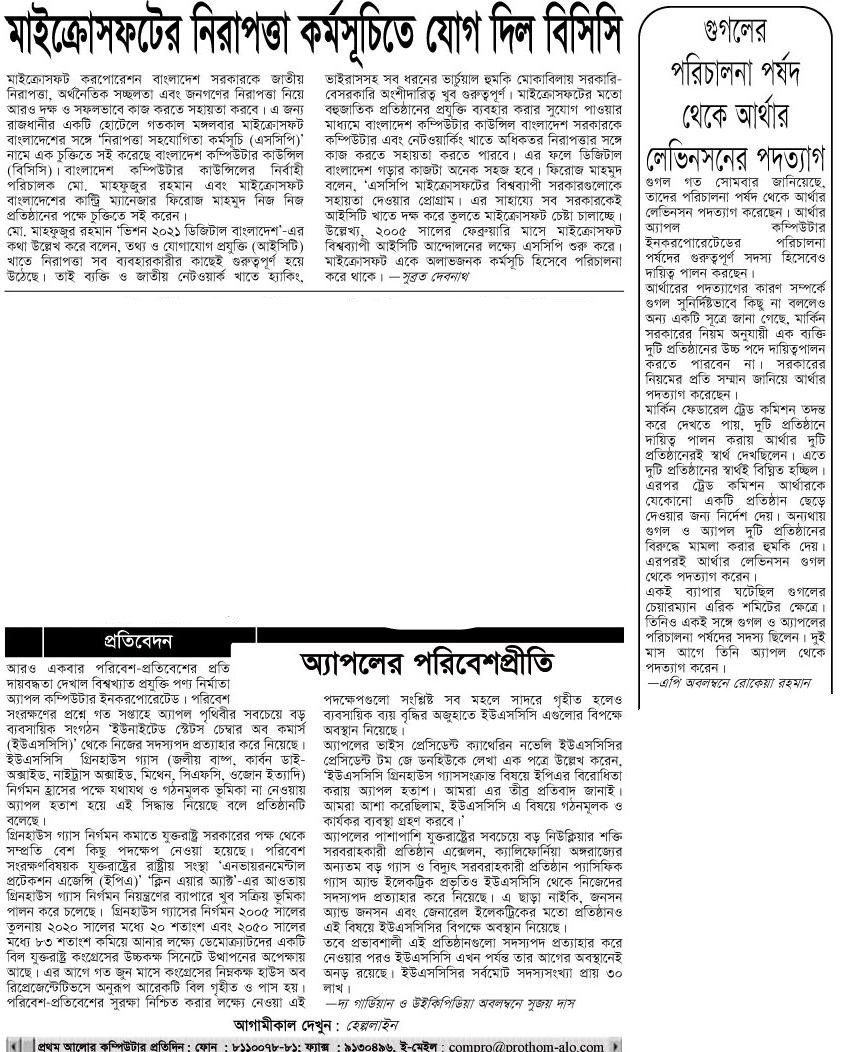 মাইক্রোসফটের নিরাপত্তা কর্মসূচিতে যোগ দিল বিসিসি
মাইক্রোসফট করপোরেশন বাংলাদেশ সরকারকে জাতীয়
নিরাপত্তা, অর্থনৈতিক সচ্ছলতা এবং জনগণের নিরাপত্তা নিয়ে
আরও দক্ষ ও সফলভাবে কাজ করতে সহায়তা করবে। এ জন্য
রাজধানীর একটি হোটেলে গতকাল মঙ্গলবার মাইক্রোসফট
বাংলাদেশের সঙ্গে ‘নিরাপত্তা সহযোগিতা কর্মসূচি (এসসিপি)’
নামে এক চুক্তিতে সই করেছে বাংলাদেশ কম্পিউটার কাউন্সিল
(বিসিসি)। বাংলাদেশ কম্পিউটার কাউন্সিলের নির্বাহী
পরিচালক মো. মাহফুজুর রহমান এবং মাইক্রোসফট
বাংলাদেশের কান্ট্রি ম্যানেজার ফিরোজ মাহমুদ নিজ নিজ
প্রতিষ্ঠানের পক্ষে চুক্তিতে সই করেন।
মো. মাহফুজুর রহমান ‘ভিশন ২০২১ ডিজিটাল বাংলাদেশ’-এর
কথা উল্লেখ করে বলেন, তথ্য ও যোগাযোগ প্রযুক্তি (আইসিটি)
খাতে নিরাপত্তা সব ব্যবহারকারীর কাছেই গুরুত্বপূর্ণ হয়ে
উঠেছে। তাই ব্যক্তি ও জাতীয় নেটওয়ার্ক খাতে হ্যাকিং,
ভাইরাসসহ সব ধরনের ভার্চুয়াল হুমকি মোকাবিলায় সরকারি-
বেসরকারি অংশীদারিত্ব খুব গুরুত্বপূর্ণ। মাইক্রোসফটের মতো
বহুজাতিক প্রতিষ্ঠানের প্রযুক্তি ব্যবহার করার সুযোগ পাওয়ার
মাধ্যমে বাংলাদেশ কম্পিউটার কাউন্সিল বাংলাদেশ সরকারকে
কম্পিউটার এবং নেটওয়ার্কিং খাতে অধিকতর নিরাপত্তার সঙ্গে
কাজ করতে সহায়তা করতে পারবে। এর ফলে ডিজিটাল
বাংলাদেশ গড়ার কাজটা অনেক সহজ হবে। ফিরোজ মাহমুদ
বলেন, ‘এসসিপি মাইক্রোসফটের বিশ্বব্যাপী সরকারগুলোকে
সহায়তা দেওয়ার প্রোগ্রাম। এর সাহায্যে সব সরকারকেই
আইসিটি খাতে দক্ষ করে তুলতে মাইক্রোসফট চেষ্টা চালাচ্ছে।
উল্লেখ্য, ২০০৫ সালের ফেব্রুয়ারি মাসে মাইক্রোসফট
বিশ্বব্যাপী আইসিটি আন্দোলনের লক্ষ্যে এসসিপি শুরু করে।
মাইক্রোসফট একে অলাভজনক কর্মসূচি হিসেবে পরিচালনা
করে থাকে। —সুব্রত দেবনাথ
গুগলের
পরিচালনা পর্ষদ
থেকে আর্থার
লেভিনসনের পদত্যাগ
গুগল গত সোমবার জানিয়েছে,
তাদের পরিচালনা পর্ষদ থেকে আর্থার
লেভিনসন পদত্যাগ করেছেন। আর্থার
অ্যাপল কম্পিউটার
ইনকরপোরেটেডের পরিচালনা
পর্ষদের গুরুত্বপূর্ণ সদস্য হিসেবেও
দায়িত্ব পালন করছেন।
আর্থারের পদত্যাগের কারণ সম্পর্কে
গুগল সুনির্দিষ্টভাবে কিছু না বললেও
অন্য একটি সূত্রে জানা গেছে, মার্কিন
সরকারের নিয়ম অনুযায়ী এক ব্যক্তি
দুটি প্রতিষ্ঠানের উচ্চ পদে দায়িত্বপালন
করতে পারবেন না। সরকারের
নিয়মের প্রতি সম্মান জানিয়ে আর্থার
পদত্যাগ করেছেন।
মার্কিন ফেডারেল ট্রেড কমিশন তদন্ত
করে দেখতে পায়, দুটি প্রতিষ্ঠানে
দায়িত্ব পালন করায় আর্থার দুটি
প্রতিষ্ঠানেরই স্বার্থ দেখছিলেন। এতে
দুটি প্রতিষ্ঠানের স্বার্থই বিঘ্নিত হচ্ছিল।
এরপর ট্রেড কমিশন আর্থারকে
যেকোনো একটি প্রতিষ্ঠান ছেড়ে
দেওয়ার জন্য নির্দেশ দেয়। অন্যথায়
গুগল ও অ্যাপল দুটি প্রতিষ্ঠানের
বিরুদ্ধে মামলা করার হুমকি দেয়।
এরপরই আর্থার লেভিনসন গুগল
থেকে পদত্যাগ করেন।
একই ব্যাপার ঘটেছিল গুগলের
চেয়ারম্যান এরিক শমিটের ক্ষেত্রে।
তিনিও একই সঙ্গে গুগল ও অ্যাপলের
পরিচালনা পর্ষদের সদস্য ছিলেন। দুই
মাস আগে তিনি অ্যাপল থেকে
পদত্যাগ করেন।
—এপি অবলম্বনে রোকেয়া রহমান
প্রতিবেদন
অ্যাপলের পরিবেশপ্রীতি
আরও একবার পরিবেশ-প্রতিবেশের প্রতি
দায়বদ্ধতা দেখাল বিশ্বখ্যাত প্রযুক্তি পণ্য নির্মাতা
অ্যাপল কম্পিউটার ইনকরপোরেটেড। পরিবেশ
সংরক্ষণের প্রশ্নে গত সপ্তাহে অ্যাপল পৃথিবীর সবচেয়ে বড়
ব্যবসায়িক সংগঠন ‘ইউনাইটেড স্টেটস চেম্বার অব কমার্স
(ইউএসসিসি)’ থেকে নিজের সদস্যপদ প্রত্যাহার করে নিয়েছে।
ইউএসসিসি গ্রিনহাউস গ্যাস (জলীয় বাষ্প, কার্বন ডাই-
অক্সাইড, নাইট্রাস অক্সাইড, মিথেন, সিএফসি, ওজোন ইত্যাদি)
নির্গমন হ্রাসের পক্ষে যথাযথ ও গঠনমূলক ভূমিকা না নেওয়ায়
অ্যাপল হতাশ হয়ে এই সিদ্ধান্ত নিয়েছে বলে প্রতিষ্ঠানটি
বলেছে।
গ্রিনহাউস গ্যাস নির্গমন কমাতে যুক্তরাষ্ট্র সরকারের পক্ষ থেকে
সম্প্রতি বেশ কিছু পদক্ষেপ নেওয়া হয়েছে। পরিবেশ
সংরক্ষণবিষয়ক যুক্তরাষ্ট্রের রাষ্ট্রীয় সংস্থা ‘এনভায়রনমেন্টাল
প্রটেকশন এজেন্সি (ইপিএ)’ ‘ক্লিন এয়ার অ্যাক্ট’-এর আওতায়
গ্রিনহাউস গ্যাস নির্গমন নিয়ন্ত্রণের ব্যাপারে খুব সক্রিয় ভূমিকা
পালন করে চলেছে। গ্রিনহাউস গ্যাসের নির্গমন ২০০৫ সালের
তুলনায় ২০২০ সালের মধ্যে ২০ শতাংশ এবং ২০৫০ সালের
মধ্যে ৮৩ শতাংশ কমিয়ে আনার লক্ষ্যে ডেমোক্র্যাটদের একটি
বিল যুক্তরাষ্ট্র কংগ্রেসের উচ্চকক্ষ সিনেটে উত্থাপনের অপেক্ষায়
আছে। এর আগে গত জুন মাসে কংগ্রেসের নিম্নকক্ষ হাউস অব
রিপ্রেজেন্টেটিভসে অনুরূপ আরেকটি বিল গৃহীত ও পাস হয়।
পরিবেশ-প্রতিবেশের সুরক্ষা নিশ্চিত করার লক্ষ্যে নেওয়া এই
পদক্ষেপগুলো সংশ্লিষ্ট সব মহলে সাদরে গৃহীত হলেও
ব্যবসায়িক ব্যয় বৃদ্ধির অজুহাতে ইউএসসিসি এগুলোর বিপক্ষে
অবস্থান নিয়েছে।
অ্যাপলের ভাইস প্রেসিডেন্ট ক্যাথেরিন নভেলি ইউএসসিসির
প্রেসিডেন্ট টম জে ডনহিউকে লেখা এক পত্রে উল্লেখ করেন,
‘ইউএসসিসি গ্রিনহাউস গ্যাসসংক্রান্ত বিষয়ে ইপিএর বিরোধিতা
করায় অ্যাপল হতাশ। আমরা এর তীব্র প্রতিবাদ জানাই।
আমরা আশা করেছিলাম, ইউএসসিসি এ বিষয়ে গঠনমূলক ও
কার্যকর ব্যবস্থা গ্রহণ করবে।’
অ্যাপলের পাশাপাশি যুক্তরাষ্ট্রের সবচেয়ে বড় নিউক্লিয়ার শক্তি
সরবরাহকারী প্রতিষ্ঠান এক্সেলন, ক্যালিফোর্নিয়া অঙ্গরাজ্যের
অন্যতম বড় গ্যাস ও বিদ্যুৎ সরবরাহকারী প্রতিষ্ঠান প্যাসিফিক
গ্যাস অ্যান্ড ইলেকট্রিক প্রভৃতিও ইউএসসিসি থেকে নিজেদের
সদস্যপদ প্রত্যাহার করে নিয়েছে। এ ছাড়া নাইকি, জনসন
অ্যান্ড জনসন এবং জেনারেল ইলেকট্রিকের মতো প্রতিষ্ঠানও
এই বিষয়ে ইউএসসিসির বিপক্ষে অবস্থান নিয়েছে।
তবে প্রভাবশালী এই প্রতিষ্ঠানগুলো সদস্যপদ প্রত্যাহার করে
নেওয়ার পরও ইউএসসিসি এখন পর্যন্ত তার আগের অবস্থানেই
অনড় রয়েছে। ইউএসসিসির সর্বমোট সদস্যসংখ্যা প্রায় ৩০
লাখ।
—দ্য গার্ডিয়ান ও উইকিপিডিয়া অবলম্বনে সুজয় দাস
আগামীকাল দেখুন : হেল্পলাইন
প্রথম আলোর কম্পিউটার প্রতিদিন : ফোন : ৮১১০০৭৮-৮১; ফ্যাক্স : ৯১৩০৪৯৬, ই-মেইল : compro@prothom-alo.com